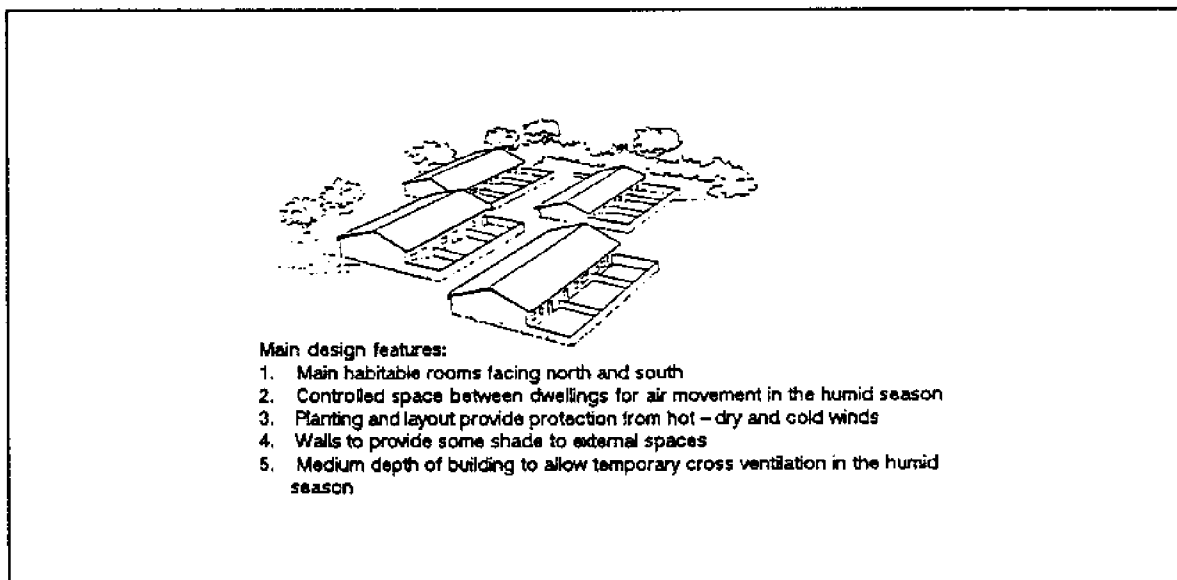 Main design features:
1. Main habitable rooms facing north and south
2. Controlled space between dwellings for air movement in the humid season
3. Planting and layout provide protection from hot – dry and cold winds
4. Walls to provide some shade to external spaces
5. Medium depth of building to allow temporary cross ventilation in the humid
season